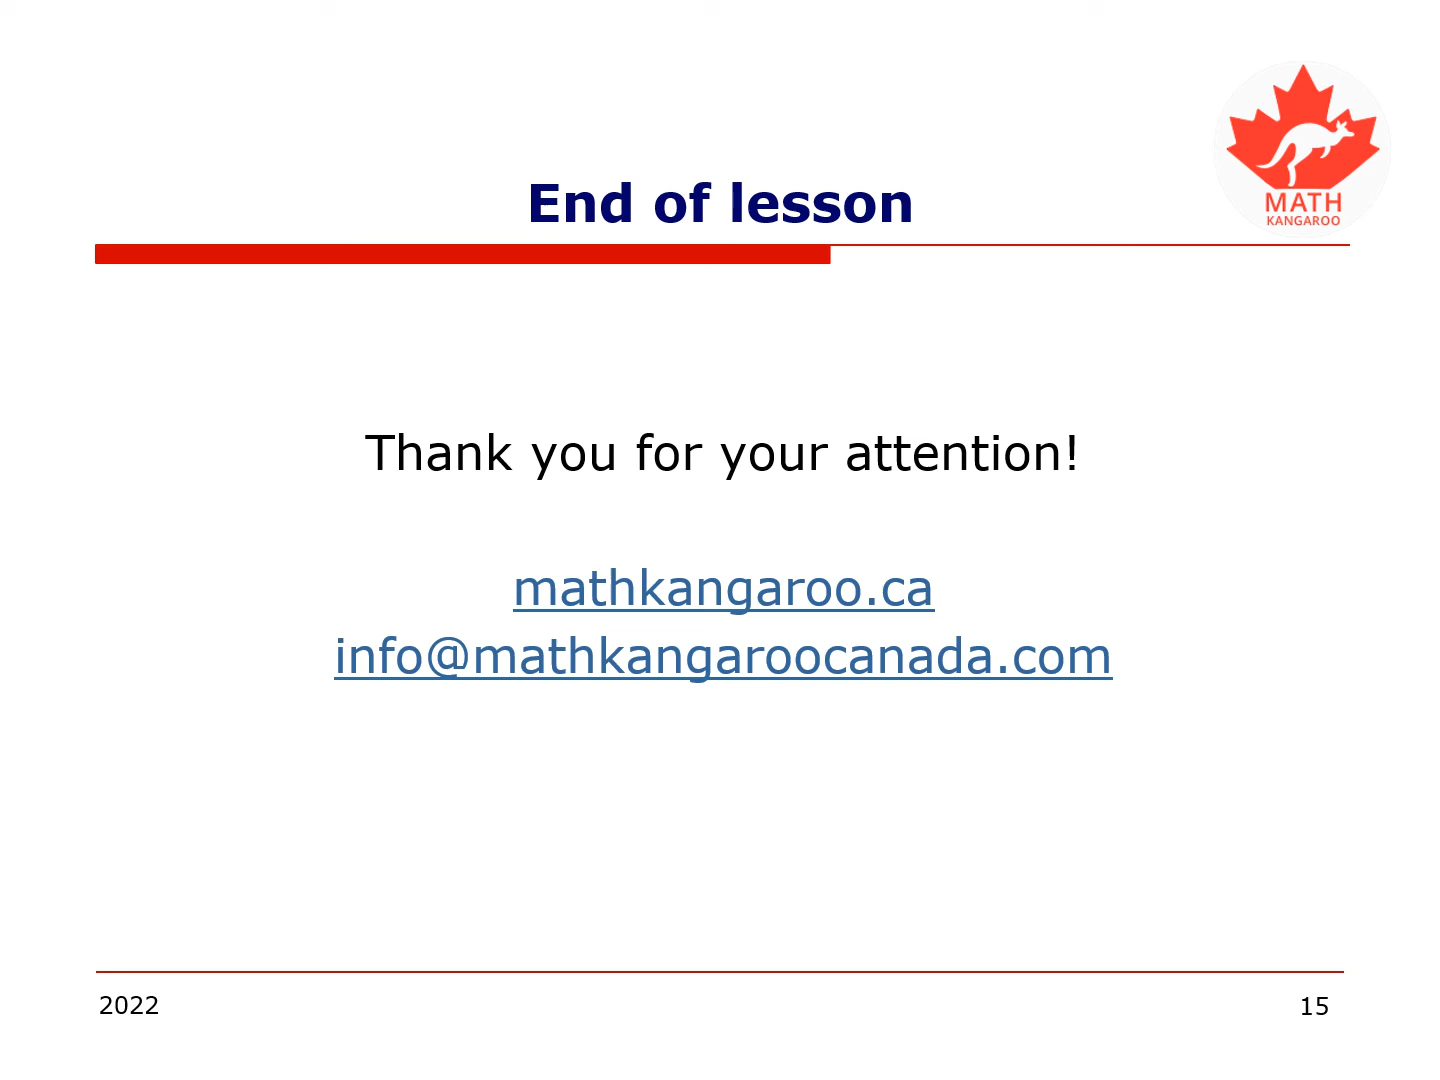 MATH
KANGAROO
End of lesson
Thank you for your attention!
mathkangaroo.ca
info@mathkangaroocanada.com
2022
15